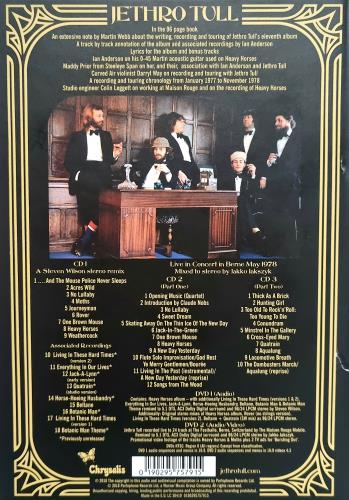 JETHRO TULL
In the 96 page book
An extensive note by Martin Webb about the writing, recording and touring of Jethro Tull's eleventh album
A track by track annotation of the album and associated recordings by Ian Anderson
Lyrics for the album and bonus tracks
Ian Anderson on his 0-45 Martin acoustic guitar used on Heavy Horses
Maddy Prior from Steeleye Span on her, and their, association with Ian Anderson and Jethro Tull
Curved Air violinist Darryl Way on recording and touring with Jethro Tull
A recording and touring chronology from January 1977 to November 1978
Studio engineer Colin Leggett on working at Maison Rouge and on the recording of Heavy Horses
CD 1
A Steven Wilson stereo remix
1 ....And The Mouse Police Never Sleeps
2 Acres Wild
3 No Lullaby
4 Moths
5 Journeyman
6 Rover
7 One Brown Mouse
8 Heavy Horses
9 Weathercock
Associated Recordings
10 Living In These Hard Times*
(version 2)
11 Everything In Our Lives*
12 Jack-A-Lynn*
(early version)
13 Quatrain*
(studio version)
14 Horse-Hoeing Husbandry*
15 Beltane
16 Botanic Man*
17 Living In These Hard Times
(version 1)
18 Botanic Man Theme*
*Previously unreleased
Live in Concert in Berne May 1978
Mixed to stereo by Jakko Jakszyk
CD 2
(Part One)
1 Opening Music (Quartet)
2 Introduction by Claude Nobs
3 No Lullaby
4 Sweet Dream
5 Skating Away On The Thin Ice Of The New Day
6 Jack-In-The-Green
7 One Brown Mouse
8 Heavy Horses
9 A New Day Yesterday
10 Flute Solo Improvisation/God Rest
Ye Merry Gentlemen/Bourée
11 Living In The Past (instrumental)/
A New Day Yesterday (reprise)
12 Songs From The Wood
CD 3
(Part Two)
1 Thick As A Brick
2 Hunting Girl
3 Too Old To Rock'n'Roll:
Too Young To Die
4 Conundrum
5 Minstrel In The Gallery
6 Cross-Eyed Mary
7 Quatrain
8 Aqualung
9 Locomotive Breath
10 The Dambusters March/
Aqualung (reprise)
DVD 1 (Audio)
DVD 2 (Audio/Video)
0 190295 757915
Chrysalis
jethrotull.com